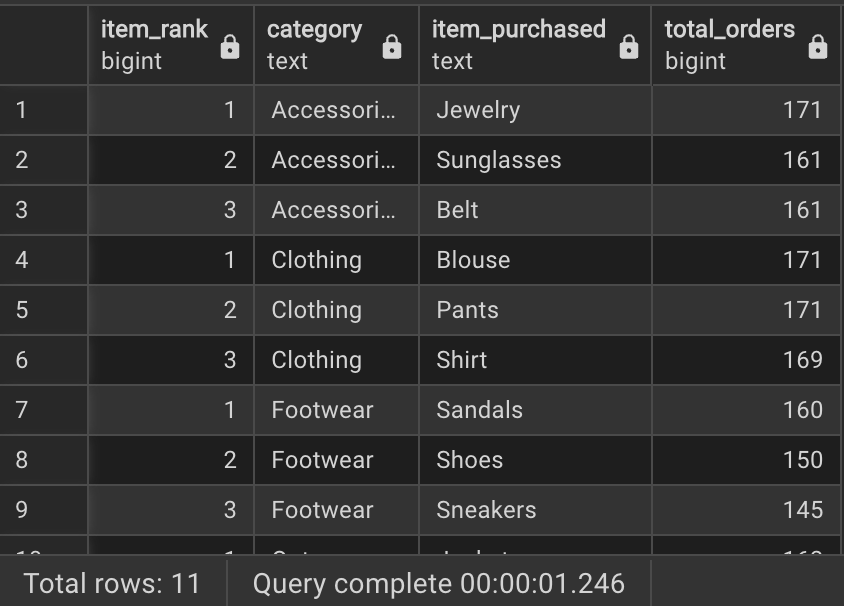 item_rank category item_purchased total_orders
bigint text text bigint
1 1 Accessori... Jewelry 171
2 2 Accessori... Sunglasses 161
3 3 Accessori... Belt 161
4 1 Clothing Blouse 171
5 2 Clothing Pants 171
6 3 Clothing Shirt 169
7 1 Footwear Sandals 160
8 2 Footwear Shoes 150
9 3 Footwear Sneakers 145
Total rows: 11 Query complete 00:00:01.246